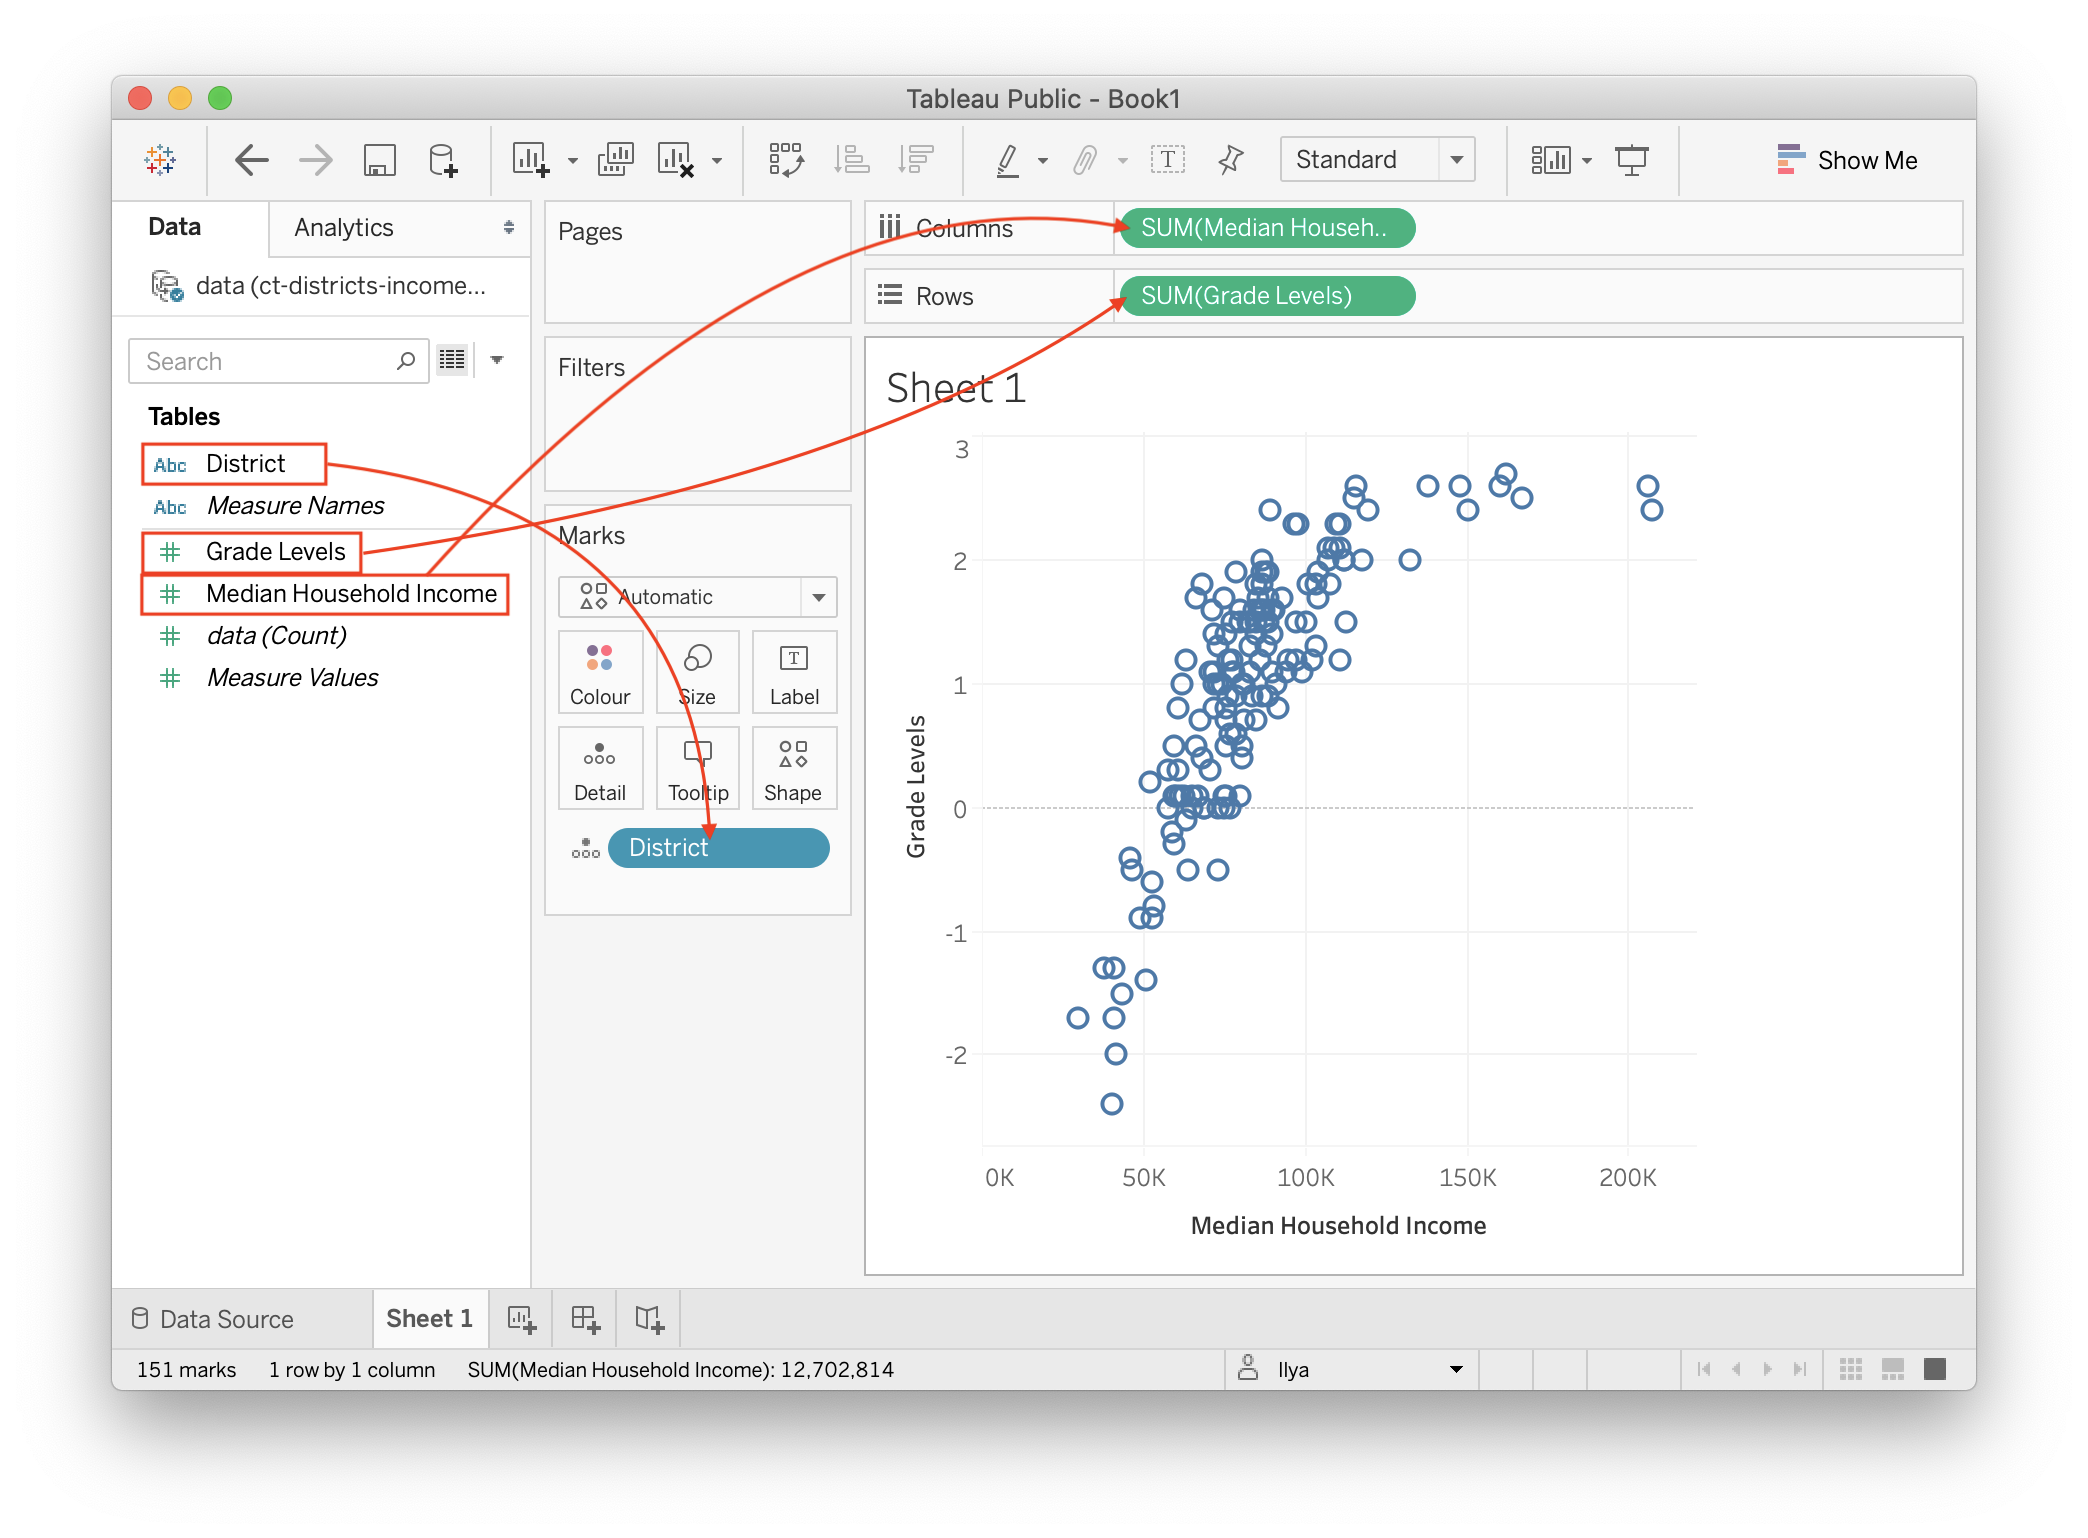 Tableau Public - Book1
Standard
Show Me
Data
Analytics
data (ct-districts-income...
Search
Tables
Abc District
Abc Measure Names
Grade Levels
Median Household Income
data (Count)
Measure Values
Pages
Filters
Marks
Automatic
Colour
Size
T
Label
Detail
Tooltip
Shape
District
Columns
SUM(Median Househ..
Rows
SUM(Grade Levels)
Sheet 1
3
2
1
0
-1
-2
Grade Levels
0K
50K
100K
150K
200K
Median Household Income
Data Source
Sheet 1
151 marks
1 row by 1 column
SUM(Median Household Income): 12,702,814
Ilya